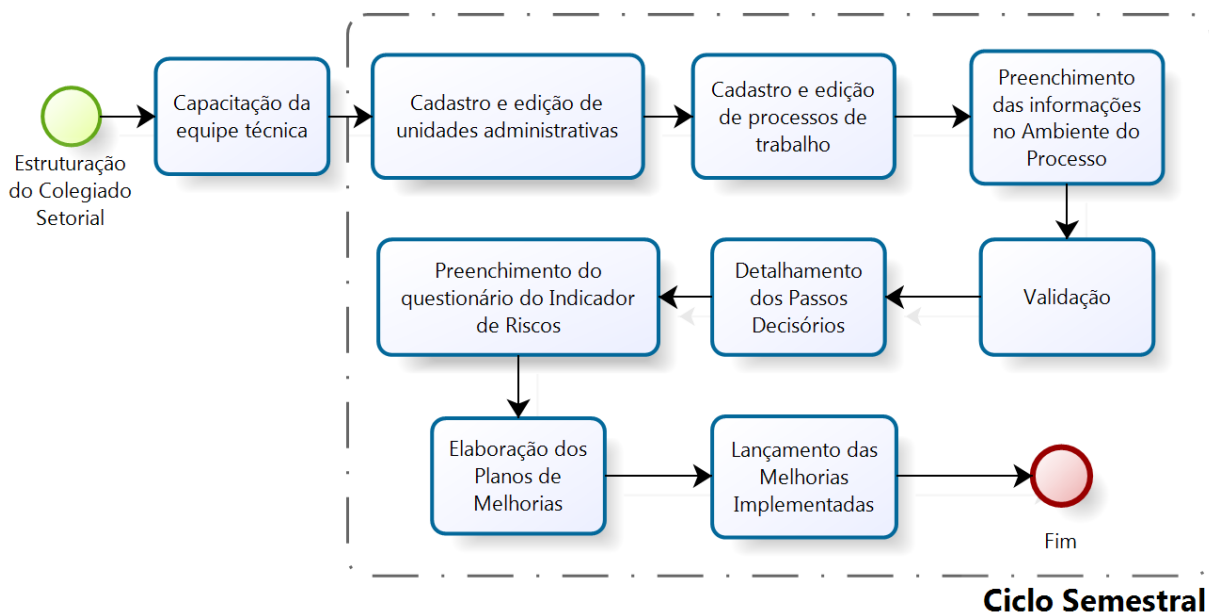 Estruturação
do Colegiado
Setorial
Capacitação da
equipe técnica
Cadastro e edição de
unidades administrativas
Cadastro e edição
de processos de
trabalho
Preenchimento
das informações
no Ambiente do
Processo
Validação
Detalhamento
dos Passos
Decisórios
Preenchimento do
questionário do Indicador
de Riscos
Elaboração dos
Planos de
Melhorias
Lançamento das
Melhorias
Implementadas
Fim
Ciclo Semestral